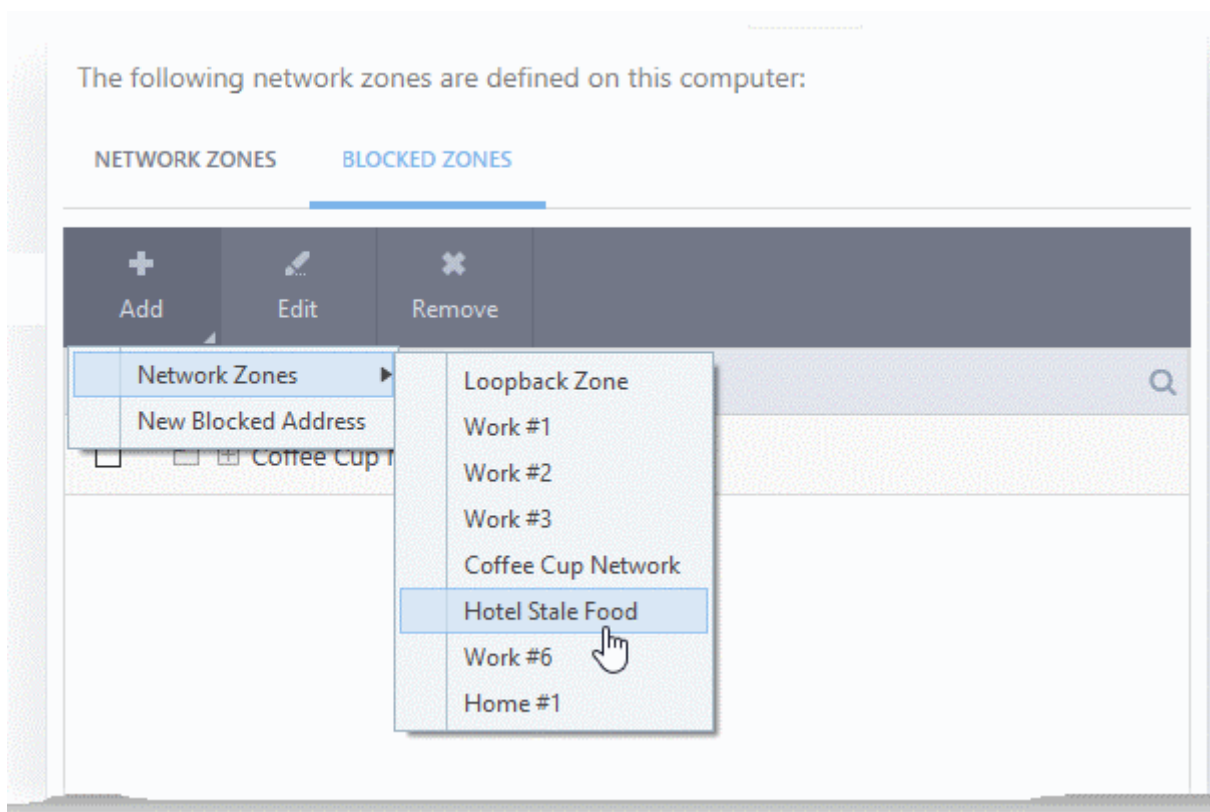 The following network zones are defined on this computer:
NETWORK ZONES BLOCKED ZONES
Add Edit Remove
Network Zones
New Blocked Address
Coffee Cup
Loopback Zone
Work #1
Work #2
Work #3
Coffee Cup Network
Hotel Stale Food
Work #6
Home #1